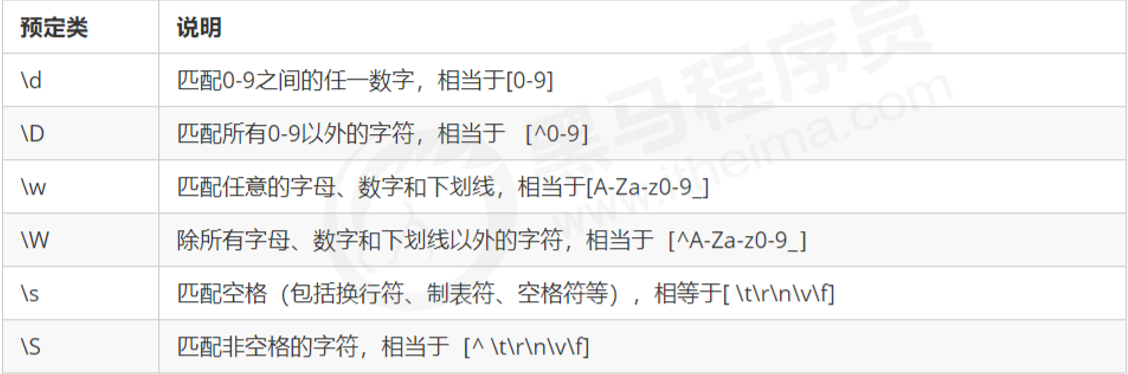 预定类 说明
\d 匹配0-9之间的任一数字，相当于[0-9]
\D 匹配所有0-9以外的字符，相当于 [^0-9]
\w 匹配任意的字母、数字和下划线，相当于[A-Za-z0-9_]
\W 除所有字母、数字和下划线以外的字符，相当于 [^A-Za-z0-9_]
\s 匹配空格（包括换行符、制表符、空格符等），相等于[ \t\r\n\v\f]
\S 匹配非空格的字符，相当于 [^ \t\r\n\v\f]
黑马程序员
www.itheima.com